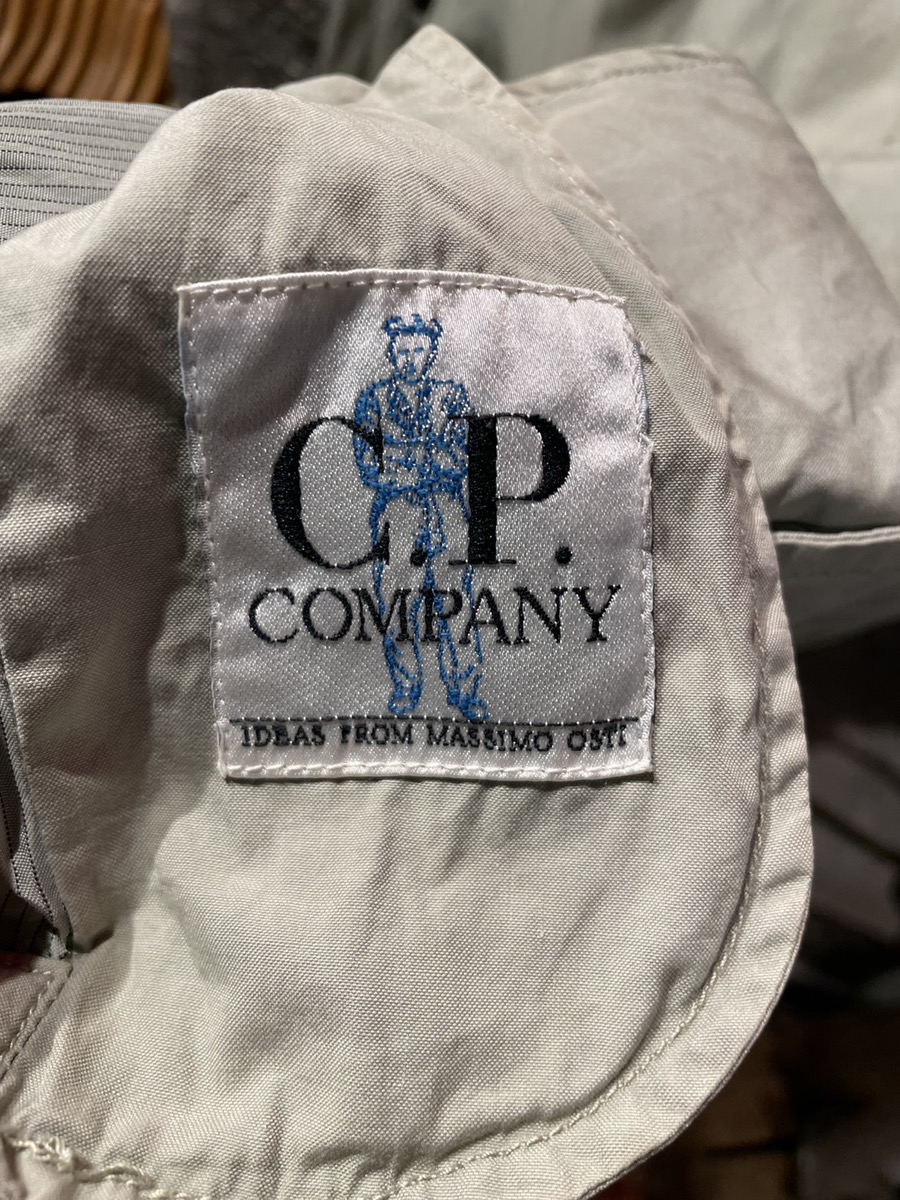 C.P.
COMPANY
IDEAS FROM MASSIMO OSTI